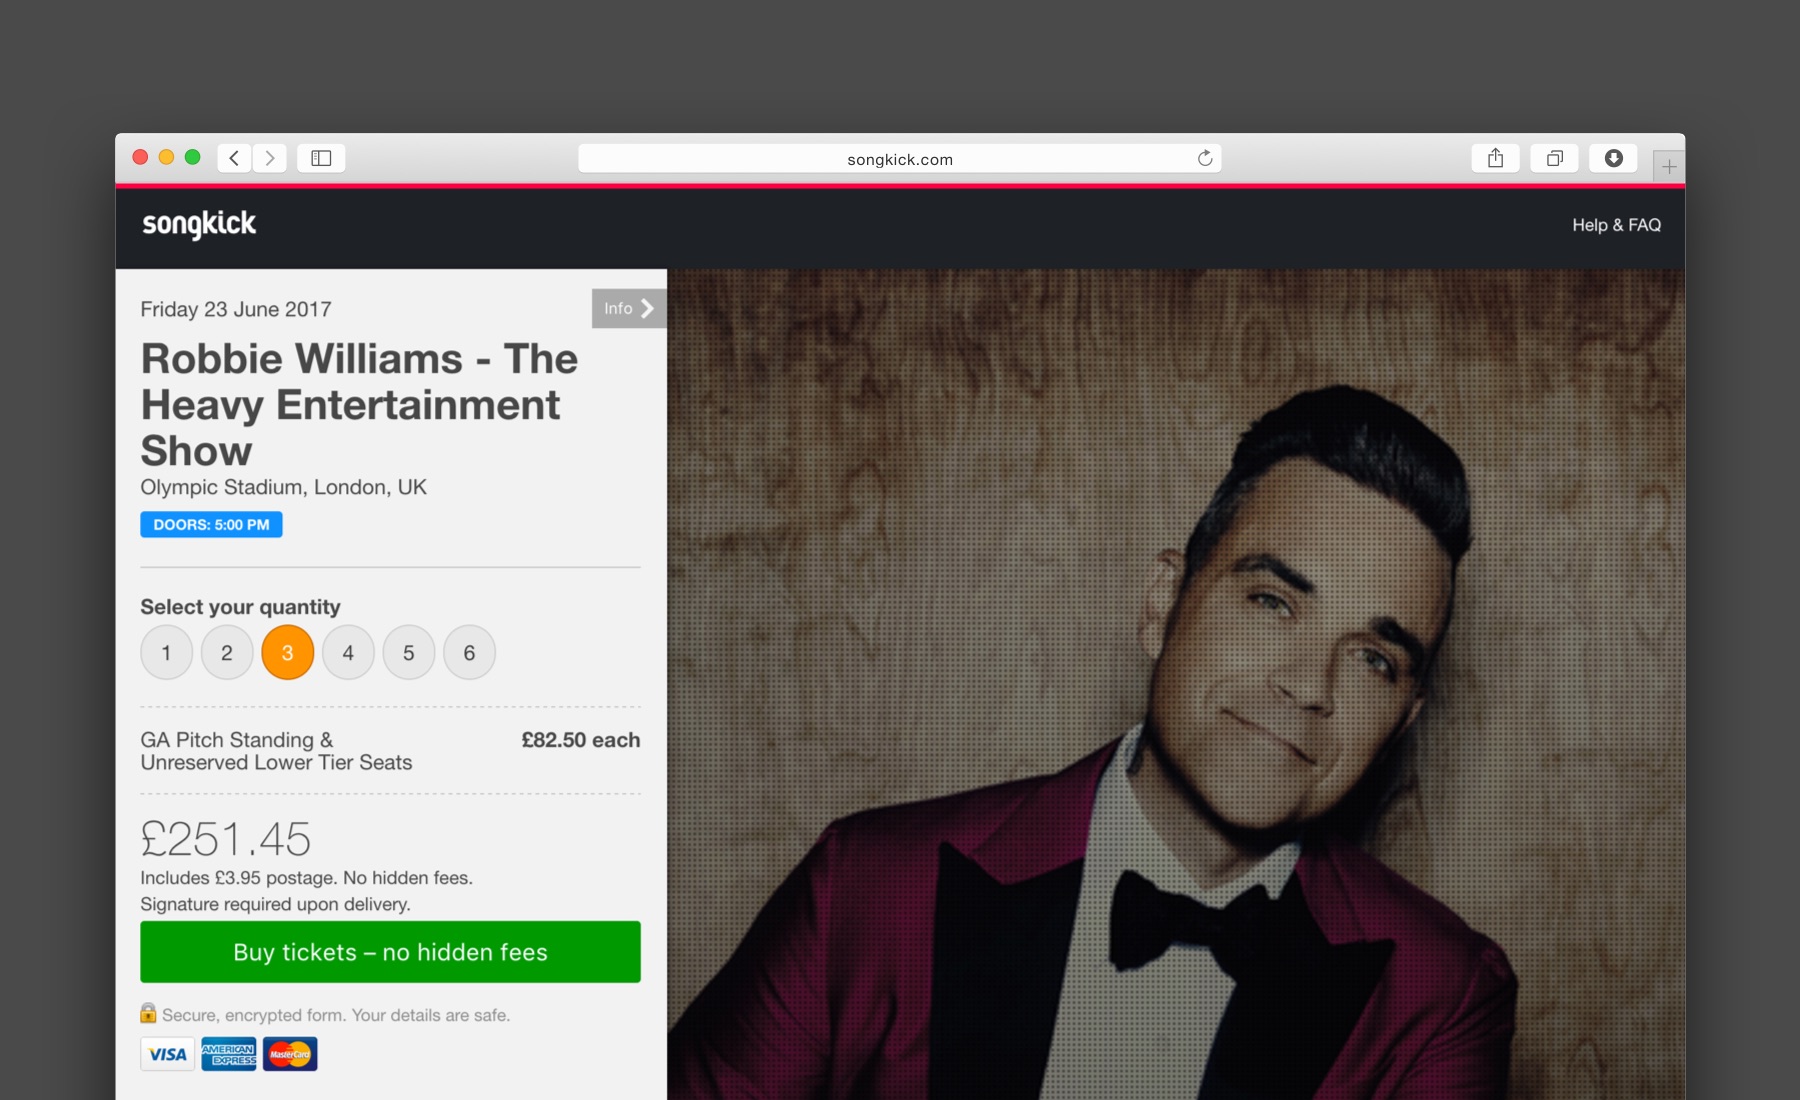 songkick.com
songkick
Help & FAQ
Friday 23 June 2017
Info
Robbie Williams - The
Heavy Entertainment
Show
Olympic Stadium, London, UK
DOORS: 5:00 PM
Select your quantity
1 2 3 4 5 6
GA Pitch Standing & £82.50 each
Unreserved Lower Tier Seats
£251.45
Includes £3.95 postage. No hidden fees.
Signature required upon delivery.
Buy tickets – no hidden fees
Secure, encrypted form. Your details are safe.
VISA AMERICAN EXPRESS MasterCard